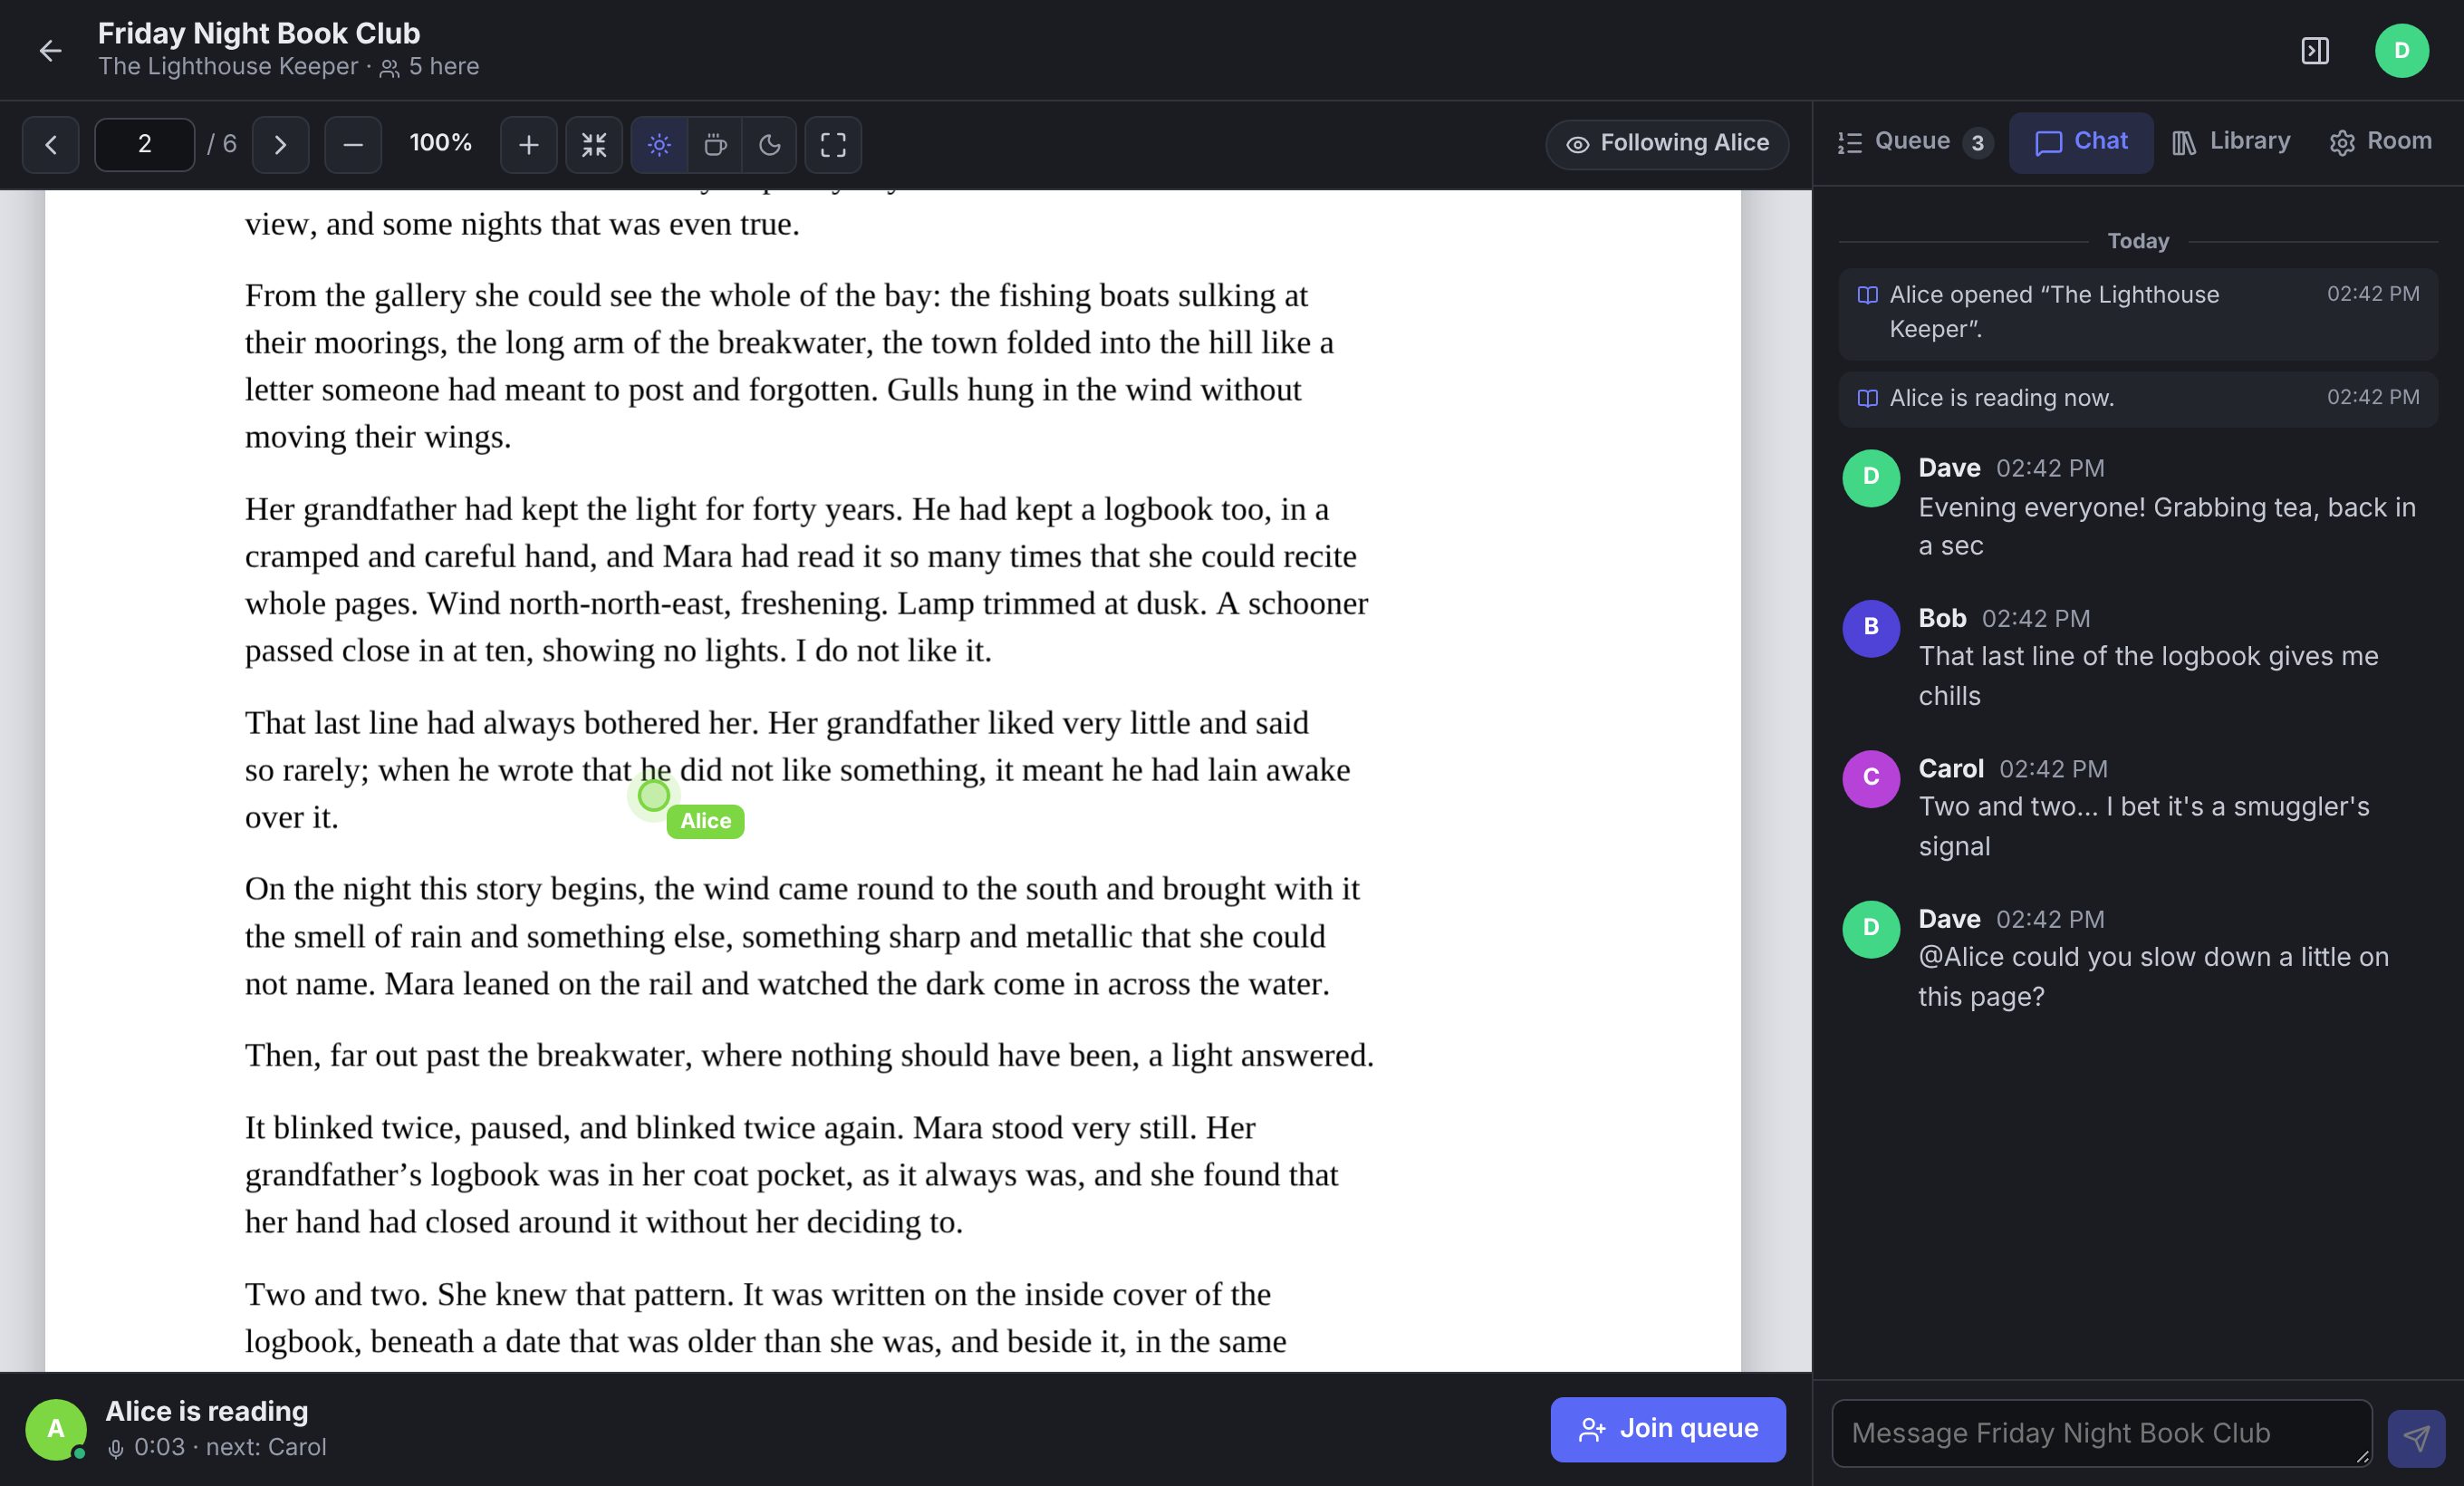 Friday Night Book Club
The Lighthouse Keeper · 5 here
D
2 / 6
100%
Following Alice
Queue 3
Chat
Library
Room
view, and some nights that was even true.
From the gallery she could see the whole of the bay: the fishing boats sulking at
their moorings, the long arm of the breakwater, the town folded into the hill like a
letter someone had meant to post and forgotten. Gulls hung in the wind without
moving their wings.
Her grandfather had kept the light for forty years. He had kept a logbook too, in a
cramped and careful hand, and Mara had read it so many times that she could recite
whole pages. Wind north-north-east, freshening. Lamp trimmed at dusk. A schooner
passed close in at ten, showing no lights. I do not like it.
That last line had always bothered her. Her grandfather liked very little and said
so rarely; when he wrote that he did not like something, it meant he had lain awake
over it.
Alice
On the night this story begins, the wind came round to the south and brought with it
the smell of rain and something else, something sharp and metallic that she could
not name. Mara leaned on the rail and watched the dark come in across the water.
Then, far out past the breakwater, where nothing should have been, a light answered.
It blinked twice, paused, and blinked twice again. Mara stood very still. Her
grandfather’s logbook was in her coat pocket, as it always was, and she found that
her hand had closed around it without her deciding to.
Two and two. She knew that pattern. It was written on the inside cover of the
logbook, beneath a date that was older than she was, and beside it, in the same
A
Alice is reading
0:03 · next: Carol
Join queue
Today
Alice opened “The Lighthouse
Keeper”.
02:42 PM
Alice is reading now.
02:42 PM
D
Dave 02:42 PM
Evening everyone! Grabbing tea, back in
a sec
B
Bob 02:42 PM
That last line of the logbook gives me
chills
C
Carol 02:42 PM
Two and two... I bet it's a smuggler's
signal
D
Dave 02:42 PM
@Alice could you slow down a little on
this page?
Message Friday Night Book Club